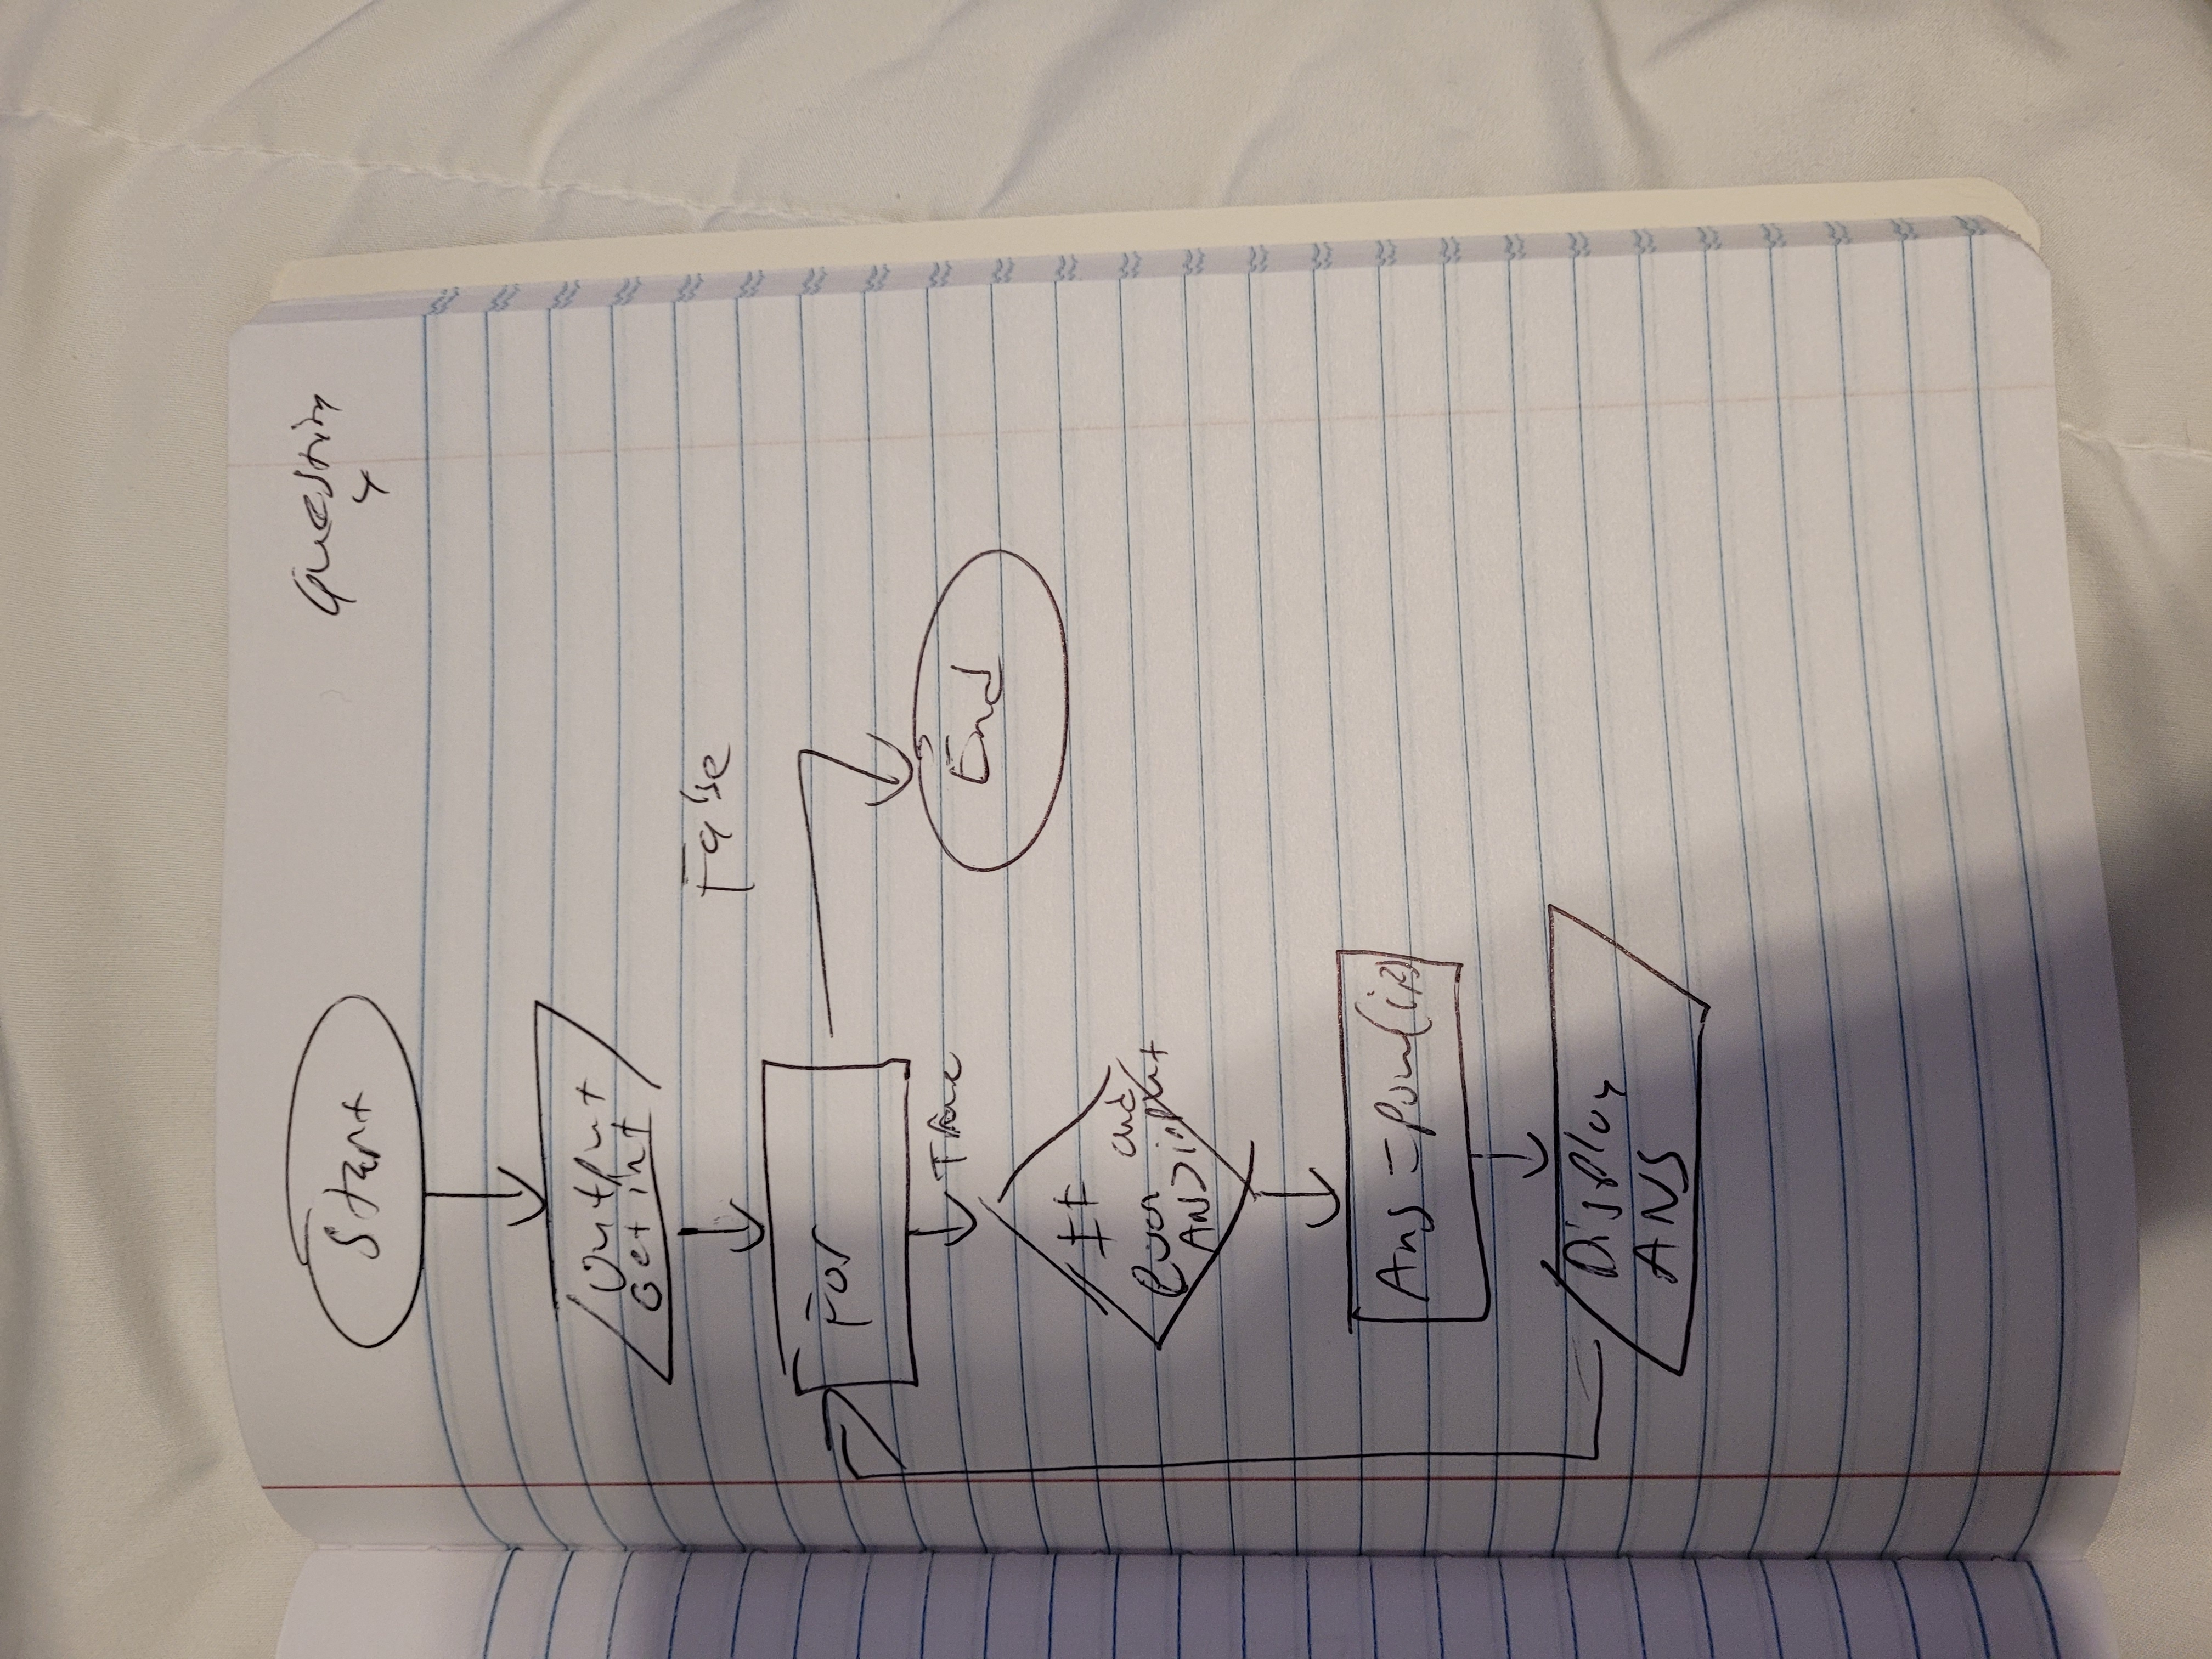 Question
4
Start
Output
Get int
False
For
True
End
If
even and
ANS>input
Ans = pow(i,2)
Display
ANS